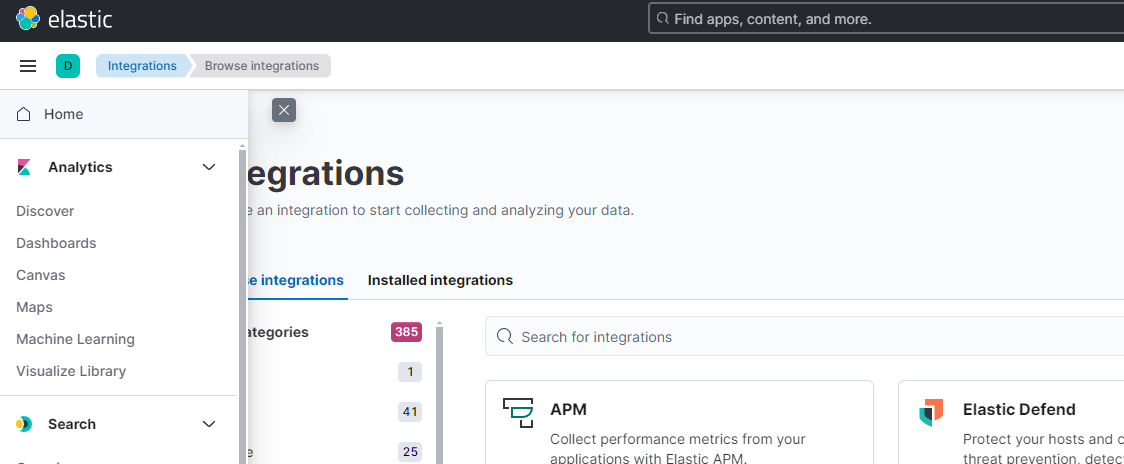 elastic
Find apps, content, and more.
D
Integrations
Browse integrations
Home
Analytics
Discover
Dashboards
Canvas
Maps
Machine Learning
Visualize Library
Search
egrations
an integration to start collecting and analyzing your data.
integrations
Installed integrations
ategories
385
1
41
25
Search for integrations
APM
Collect performance metrics from your
applications with Elastic APM.
Elastic Defend
Protect your hosts and c
threat prevention, detec